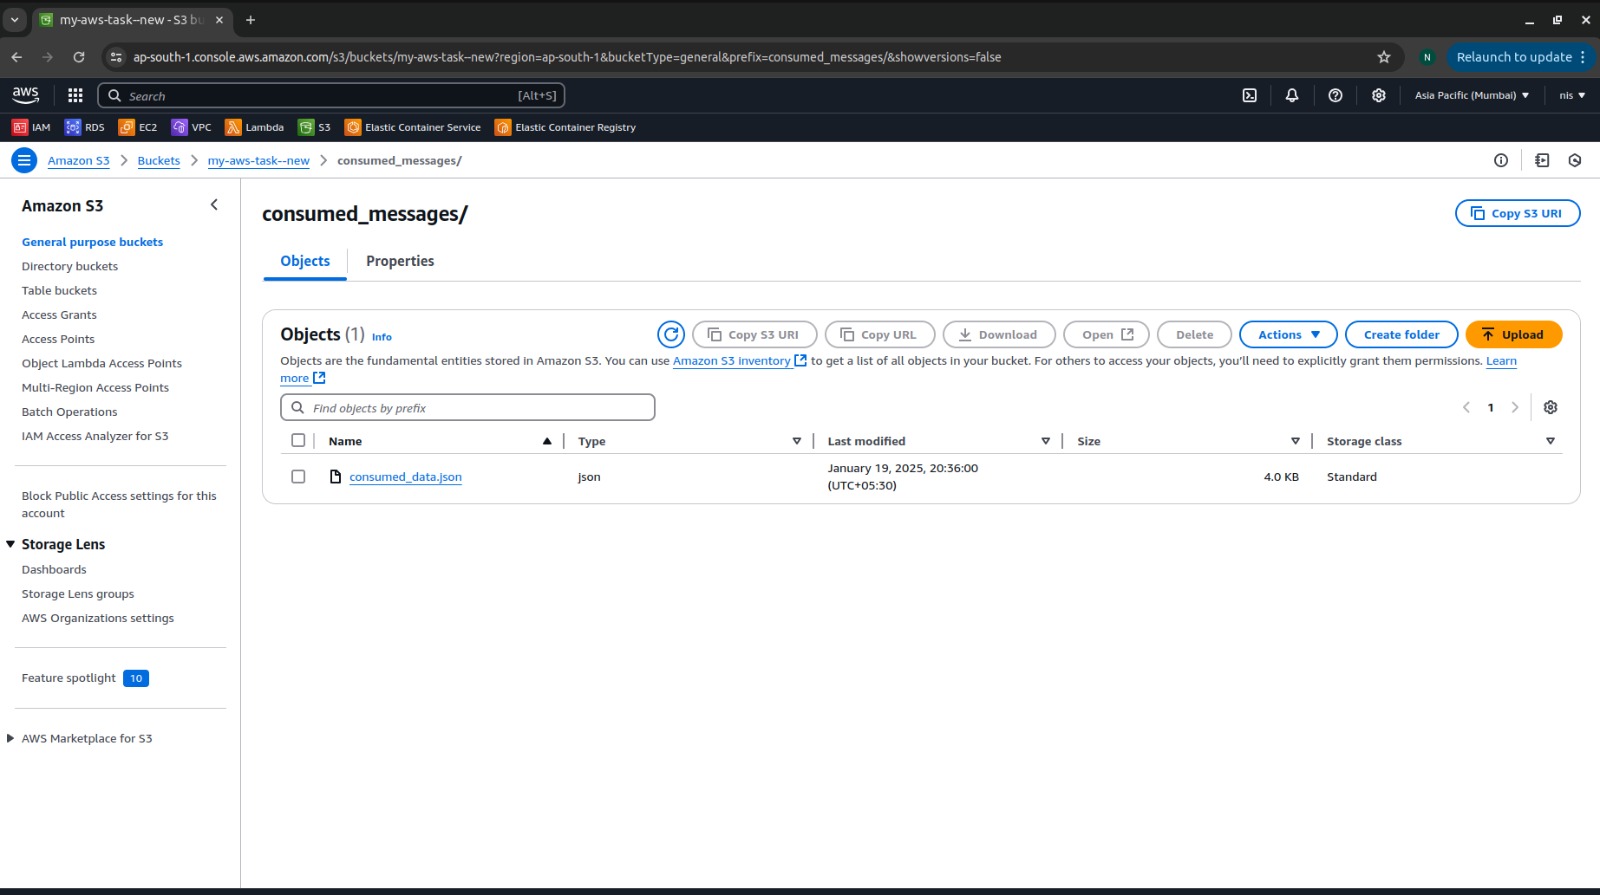 my-aws-task--new - S3 bu
ap-south-1.console.aws.amazon.com/s3/buckets/my-aws-task--new?region=ap-south-1&bucketType=general&prefix=consumed_messages/&showversions=false
N
Relaunch to update
aws
Search
[Alt+S]
Asia Pacific (Mumbai)
nis
IAM
RDS
EC2
VPC
Lambda
S3
Elastic Container Service
Elastic Container Registry
Amazon S3
Buckets
my-aws-task--new
consumed_messages/
Amazon S3
General purpose buckets
Directory buckets
Table buckets
Access Grants
Access Points
Object Lambda Access Points
Multi-Region Access Points
Batch Operations
IAM Access Analyzer for S3
Block Public Access settings for this
account
Storage Lens
Dashboards
Storage Lens groups
AWS Organizations settings
Feature spotlight 10
AWS Marketplace for S3
consumed_messages/
Copy S3 URI
Objects
Properties
Objects (1) Info
Copy S3 URI
Copy URL
Download
Open
Delete
Actions
Create folder
Upload
Objects are the fundamental entities stored in Amazon S3. You can use Amazon S3 inventory to get a list of all objects in your bucket. For others to access your objects, you'll need to explicitly grant them permissions. Learn
more
Find objects by prefix
1
Name
Type
Last modified
Size
Storage class
consumed_data.json
json
January 19, 2025, 20:36:00
(UTC+05:30)
4.0 KB
Standard